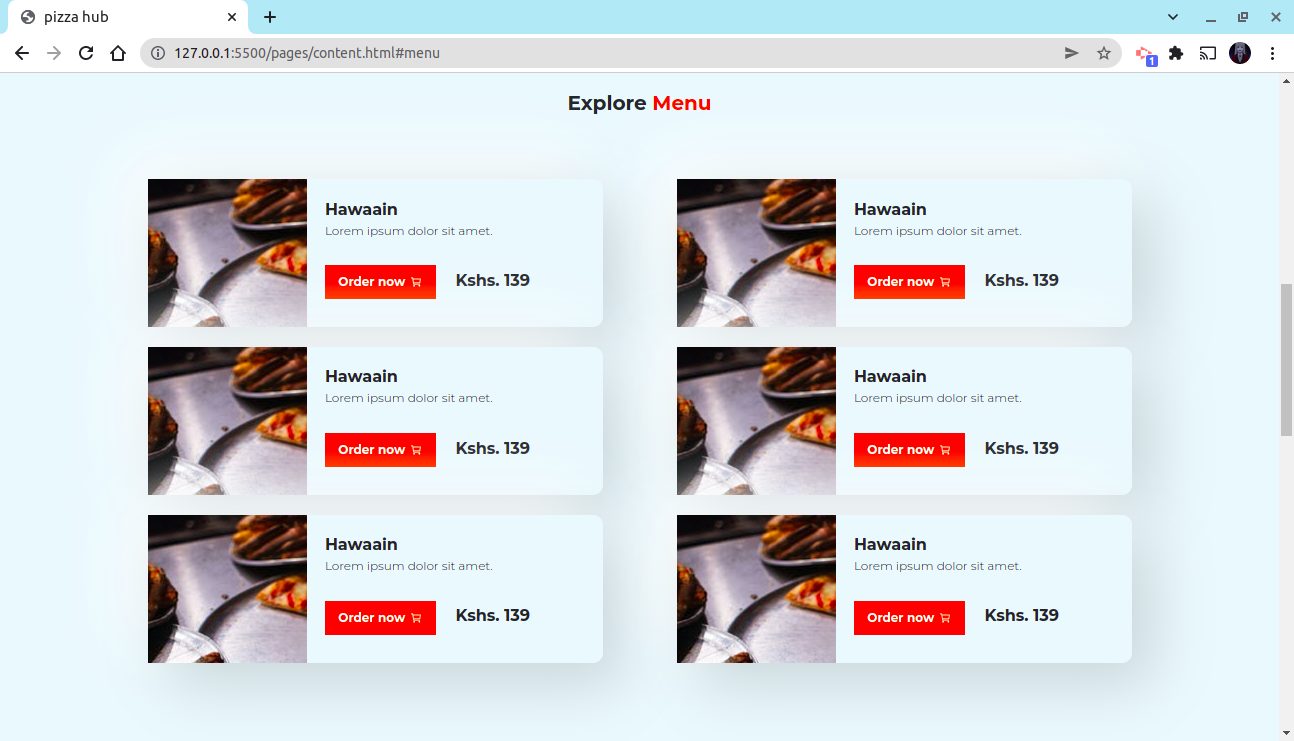 pizza hub
127.0.0.1:5500/pages/content.html#menu
1
Explore Menu
Hawaain
Lorem ipsum dolor sit amet.
Order now
Kshs. 139
Hawaain
Lorem ipsum dolor sit amet.
Order now
Kshs. 139
Hawaain
Lorem ipsum dolor sit amet.
Order now
Kshs. 139
Hawaain
Lorem ipsum dolor sit amet.
Order now
Kshs. 139
Hawaain
Lorem ipsum dolor sit amet.
Order now
Kshs. 139
Hawaain
Lorem ipsum dolor sit amet.
Order now
Kshs. 139